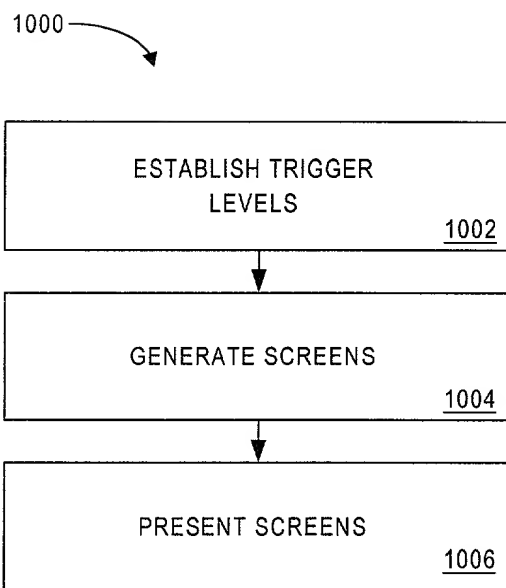 1000
ESTABLISH TRIGGER
LEVELS
1002
GENERATE SCREENS
1004
PRESENT SCREENS
1006